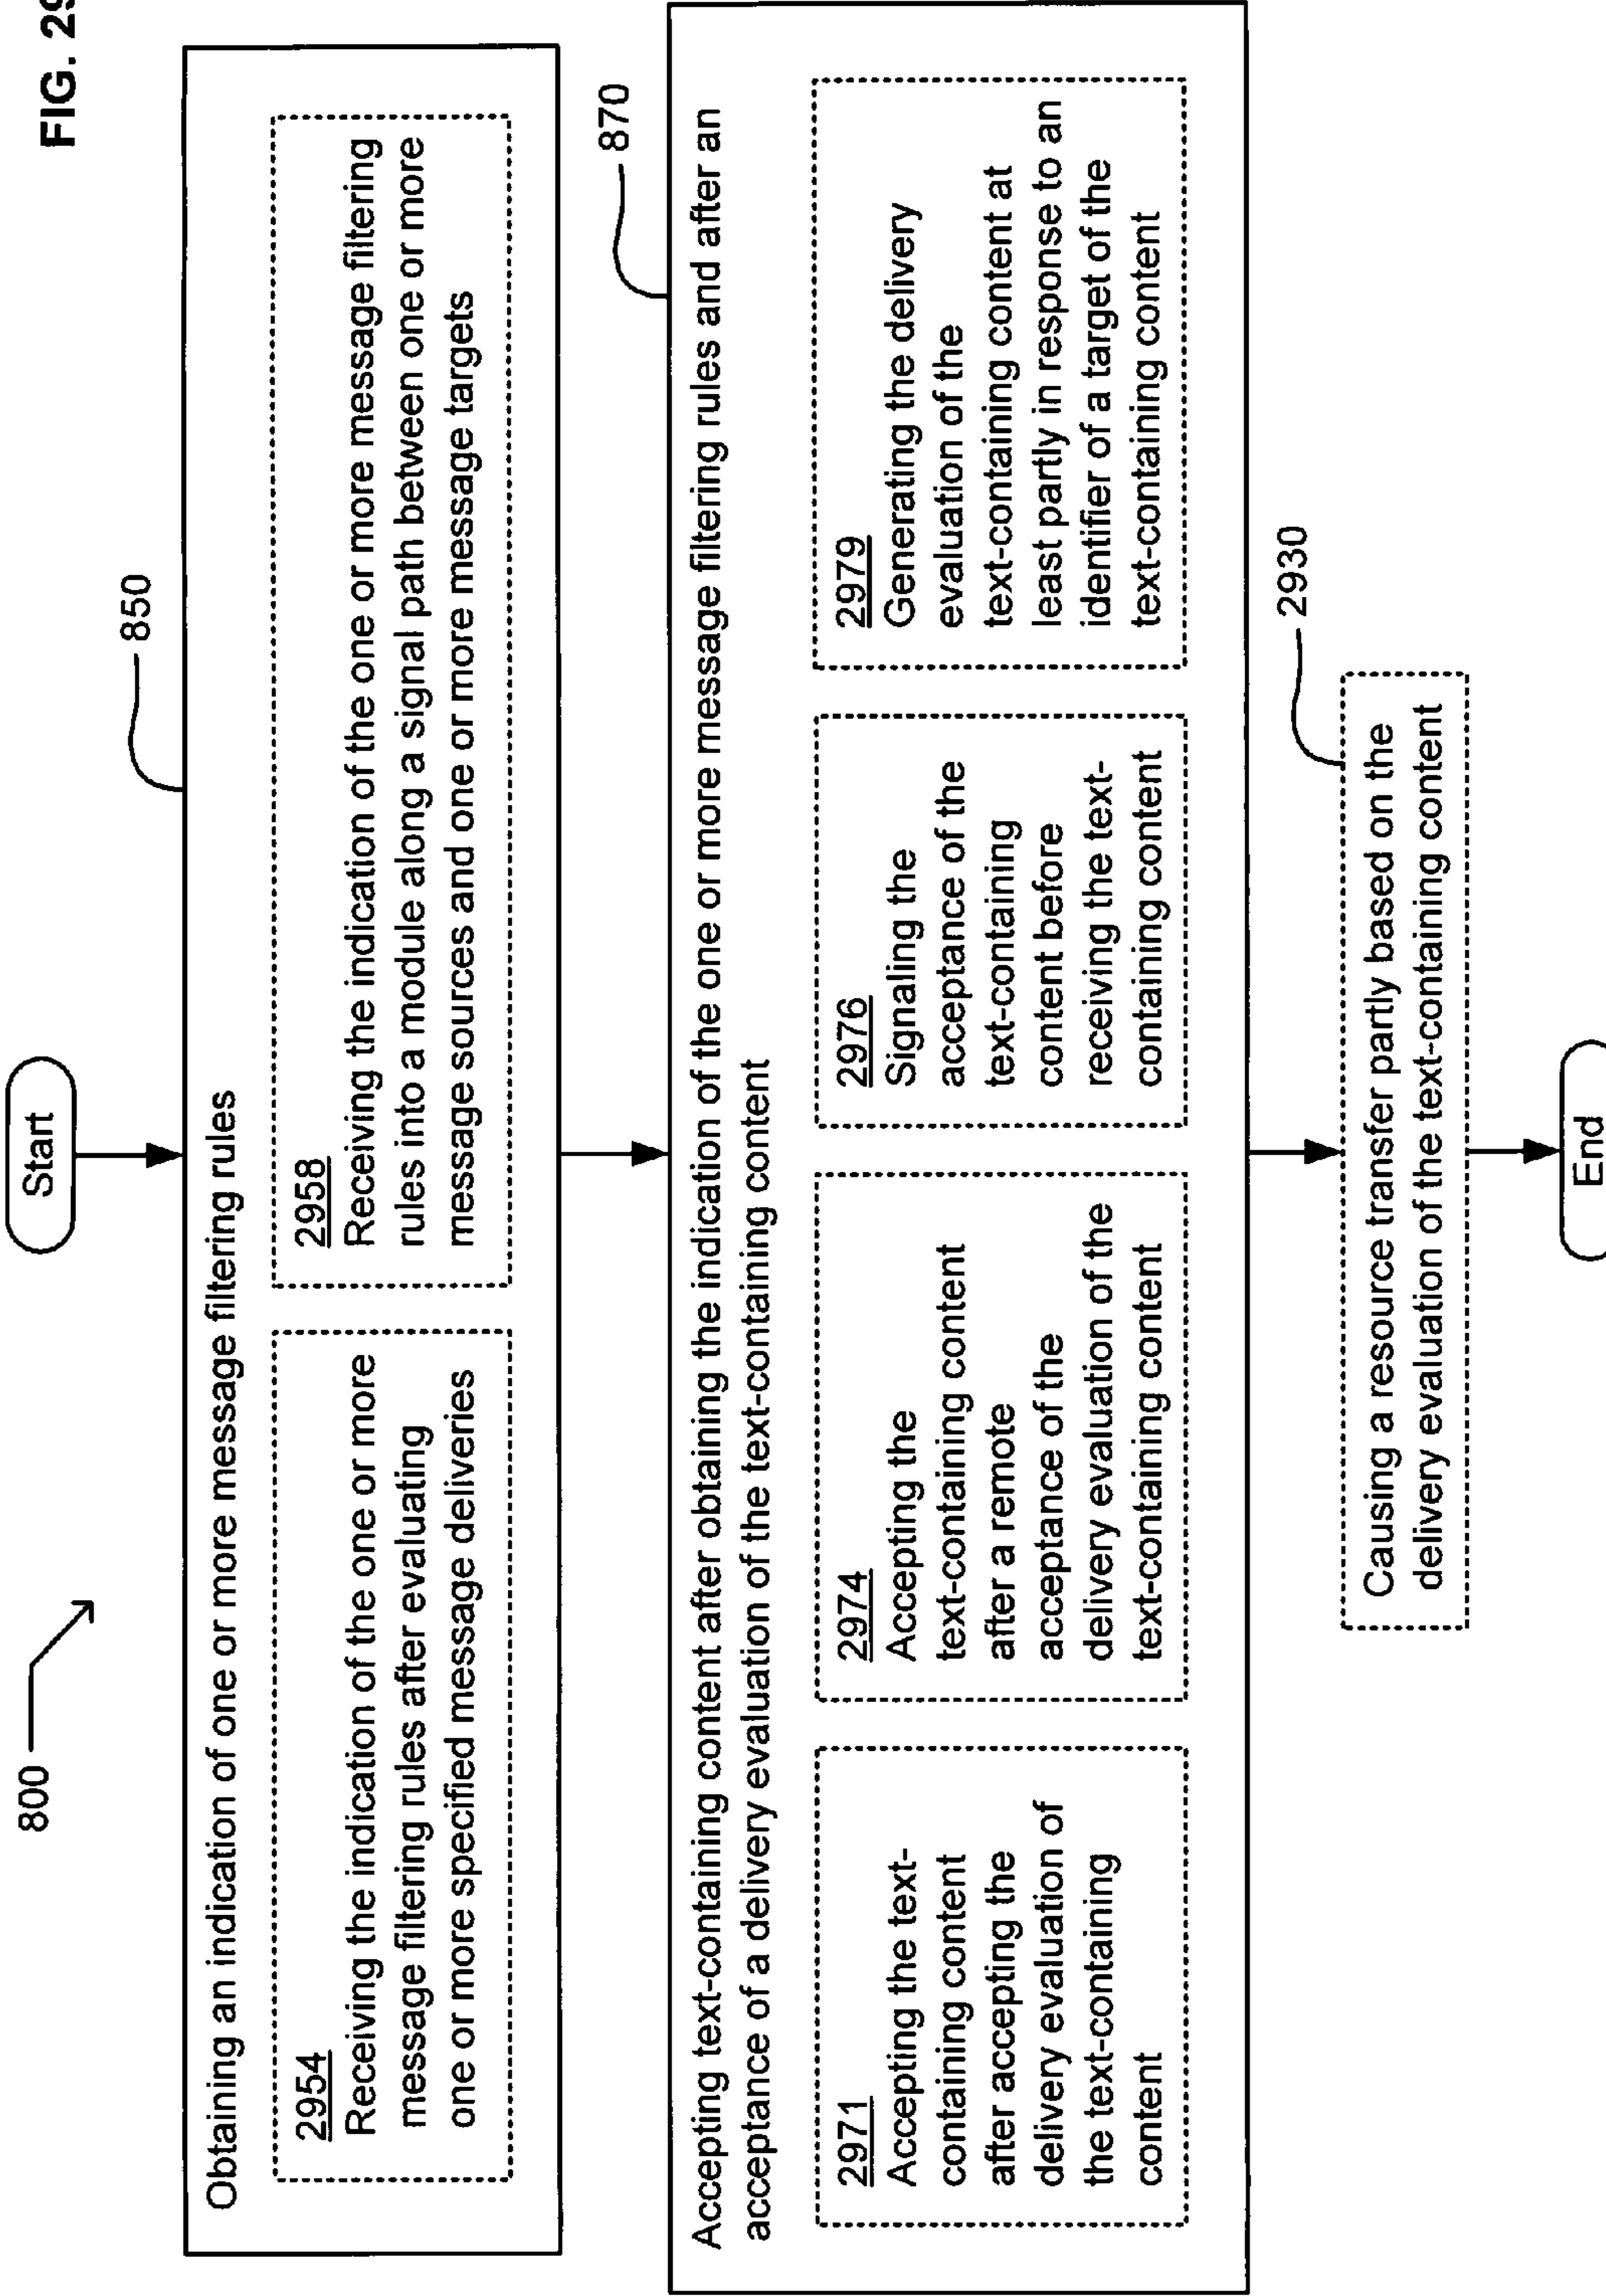 FIG. 29
800
Start
850
Obtaining an indication of one or more message filtering rules
2954
Receiving the indication of the one or more
message filtering rules after evaluating
one or more specified message deliveries
2958
Receiving the indication of the one or more message filtering
rules into a module along a signal path between one or more
message sources and one or more message targets
870
Accepting text-containing content after obtaining the indication of the one or more message filtering rules and after an
acceptance of a delivery evaluation of the text-containing content
2971
Accepting the text-
containing content
after accepting the
delivery evaluation of
the text-containing
content
2974
Accepting the
text-containing content
after a remote
acceptance of the
delivery evaluation of the
text-containing content
2976
Signaling the
acceptance of the
text-containing
content before
receiving the text-
containing content
2979
Generating the delivery
evaluation of the
text-containing content at
least partly in response to an
identifier of a target of the
text-containing content
2930
Causing a resource transfer partly based on the
delivery evaluation of the text-containing content
End